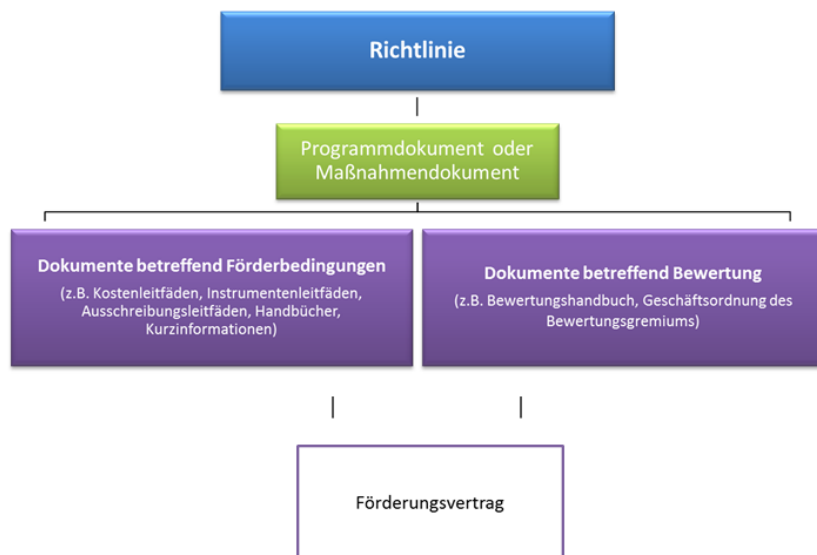 Richtlinie
Programmdokument oder
Maßnahmendokument
Dokumente betreffend Förderbedingungen
(z.B. Kostenleitfäden, Instrumentenleitfäden,
Ausschreibungsleitfäden, Handbücher,
Kurzinformationen)
Dokumente betreffend Bewertung
(z.B. Bewertungshandbuch, Geschäftsordnung des
Bewertungsgremiums)
Förderungsvertrag